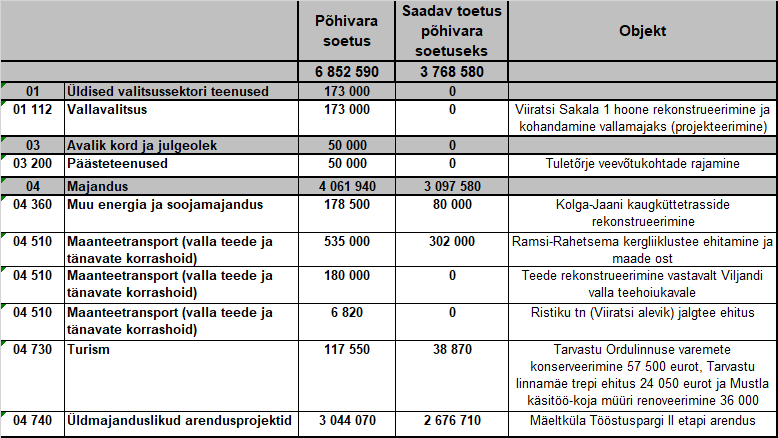 Põhivara soetus
Saadav toetus põhivara soetuseks
Objekt
6 852 590 3 768 580
01 Üldised valitsussektori teenused 173 000 0
01 112 Vallavalitsus 173 000 0 Viiratsi Sakala 1 hoone rekonstrueerimine ja
kohandamine vallamajaks (projekteerimine)
03 Avalik kord ja julgeolek 50 000 0
03 200 Päästeteenused 50 000 0 Tuletõrje veevõtukohtade rajamine
04 Majandus 4 061 940 3 097 580
04 360 Muu energia ja soojamajandus 178 500 80 000 Kolga-Jaani kaugküttetrasside
rekonstrueerimine
04 510 Maanteetransport (valla teede ja 535 000 302 000 Ramsi-Rahetsema kergliiklustee ehitamine ja
tänavate korrashoid) maade ost
04 510 Maanteetransport (valla teede ja 180 000 0 Teede rekonstrueerimine vastavalt Viljandi
tänavate korrashoid) valla teehoiukavale
04 510 Maanteetransport (valla teede ja 6 820 0 Ristiku tn (Viiratsi alevik) jalgtee ehitus
tänavate korrashoid)
04 730 Turism 117 550 38 870 Tarvastu Ordulinnuse varemete
konserveerimine 57 500 eurot, Tarvastu
linnamäe trepi ehitus 24 050 eurot ja Mustla
käsitöö-koja müüri renoveerimine 36 000
04 740 Üldmajanduslikud arendusprojektid 3 044 070 2 676 710 Mäeltküla Tööstuspargi II etapi arendus